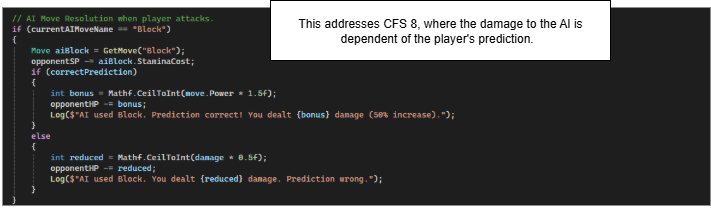 This addresses CFS 8, where the damage to the AI is
dependent of the player's prediction.
// AI Move Resolution when player attacks.
if (currentAIMoveName == "Block")
{
Move aiBlock = GetMove("Block");
opponentSP -= aiBlock.StaminaCost;
if (correctPrediction)
{
int bonus = Mathf.CeilToInt(move.Power * 1.5f);
opponentHP -= bonus;
Log($"AI used Block. Prediction correct! You dealt {bonus} damage (50% increase).");
}
else
{
int reduced = Mathf.CeilToInt(damage * 0.5f);
opponentHP -= reduced;
Log($"AI used Block. You dealt {reduced} damage. Prediction wrong.");
}
}